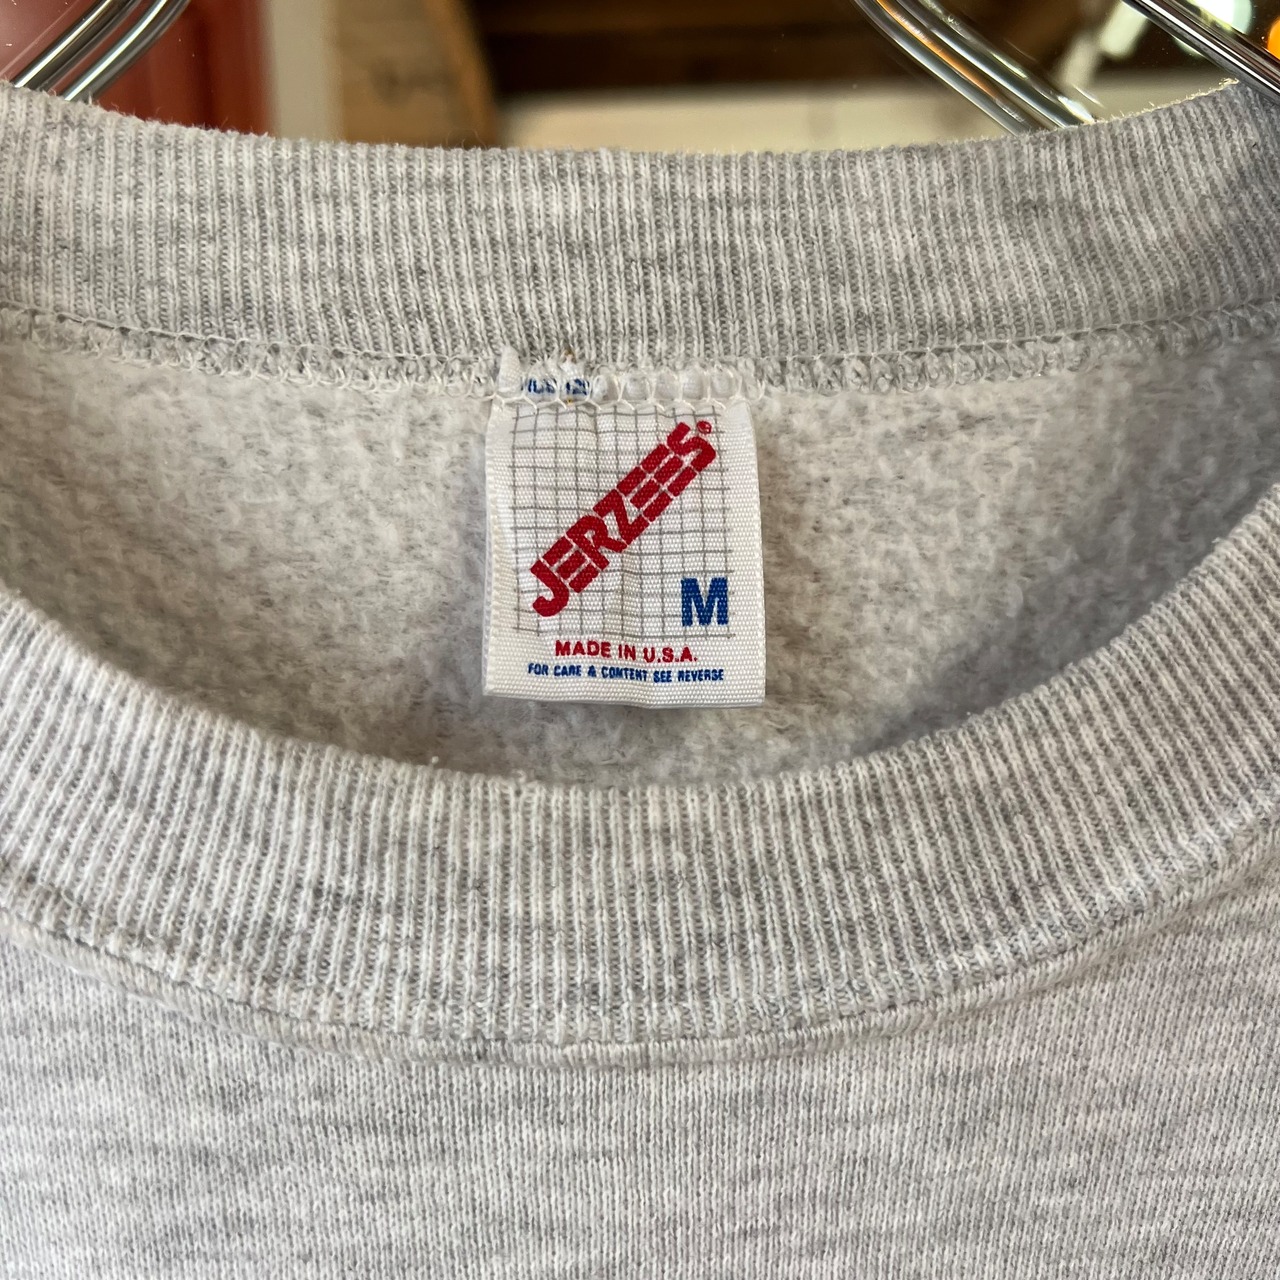 JERZEES®
M
MADE IN U.S.A.
FOR CARE & CONTENT SEE REVERSE